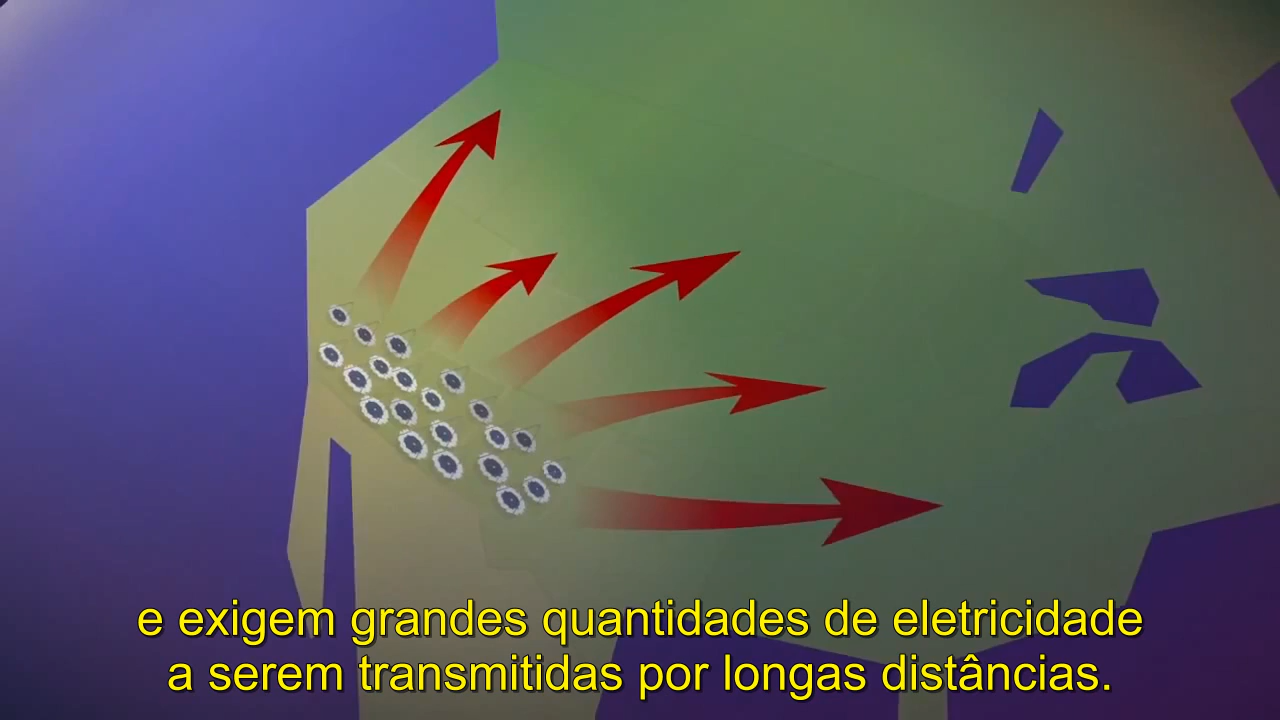 e exigem grandes quantidades de eletricidade
a serem transmitidas por longas distâncias.